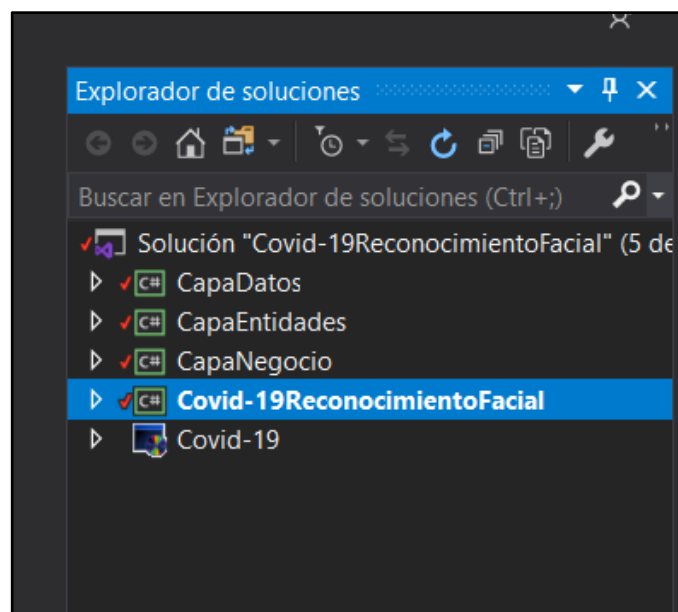 Explorador de soluciones
Buscar en Explorador de soluciones (Ctrl+;)
Solución "Covid-19ReconocimientoFacial" (5 de
C# CapaDatos
C# CapaEntidades
C# CapaNegocio
C# Covid-19ReconocimientoFacial
Covid-19